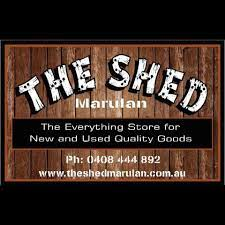 THE SHED
Marulan
The Everything Store for
New and Used Quality Goods
Ph: 0408 444 892
www.theshedmarulan.com.au